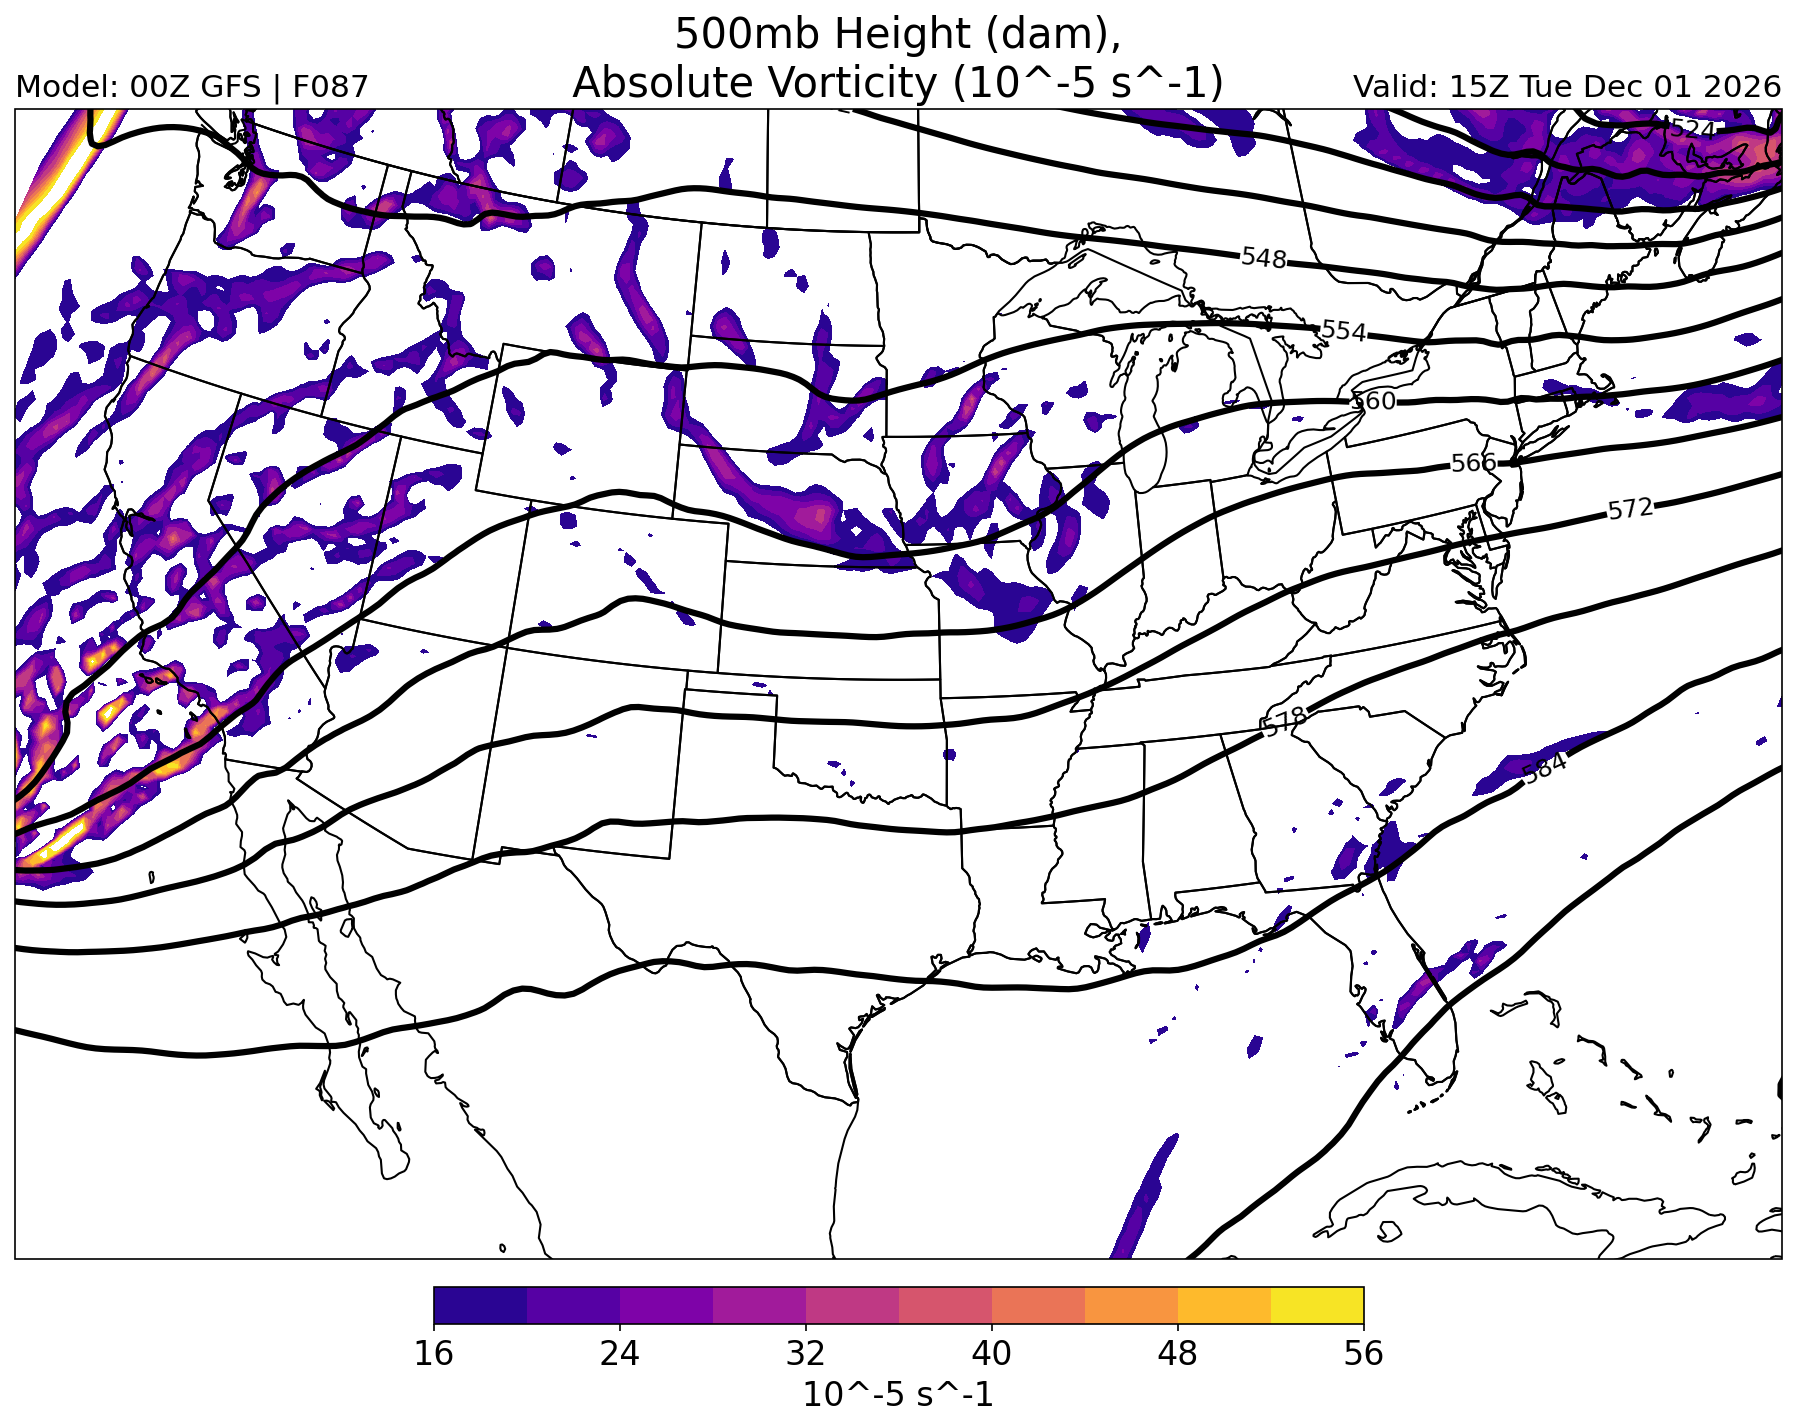 500mb Height (dam),
Absolute Vorticity (10^-5 s^-1)
Model: 00Z GFS | F087
Valid: 15Z Tue Dec 01 2026
524
548
554
560
566
572
578
584
16 24 32 40 48 56
10^-5 s^-1